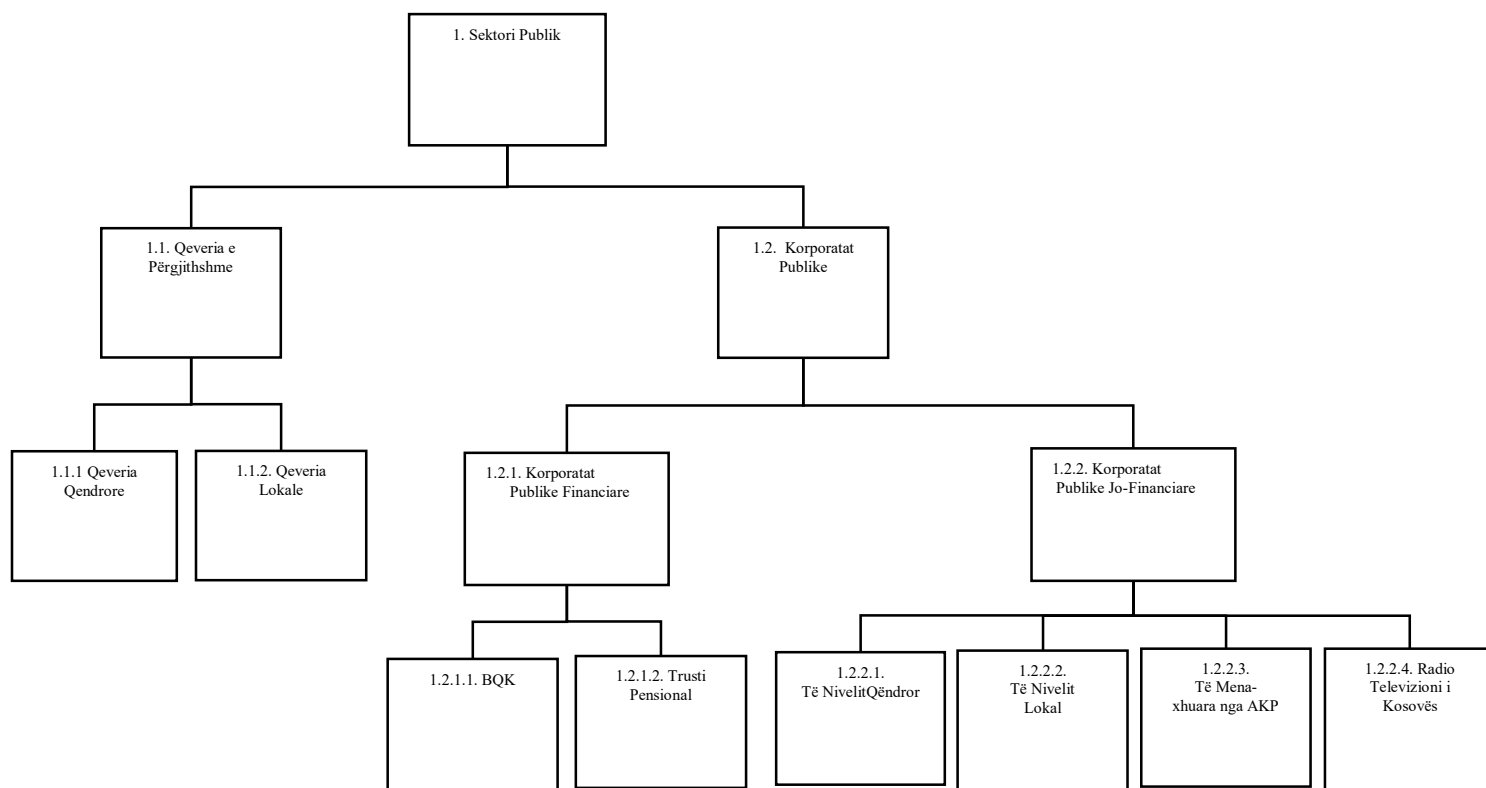 1. Sektori Publik
1.1. Qeveria e
Përgjithshme
1.2. Korporatat
Publike
1.1.1 Qeveria
Qendrore
1.1.2. Qeveria
Lokale
1.2.1. Korporatat
Publike Financiare
1.2.2. Korporatat
Publike Jo-Financiare
1.2.1.1. BQK
1.2.1.2. Trusti
Pensional
1.2.2.1.
Të NivelitQëndror
1.2.2.2.
Të Nivelit
Lokal
1.2.2.3.
Të Mena-
xhuara nga AKP
1.2.2.4. Radio
Televizioni i
Kosovës